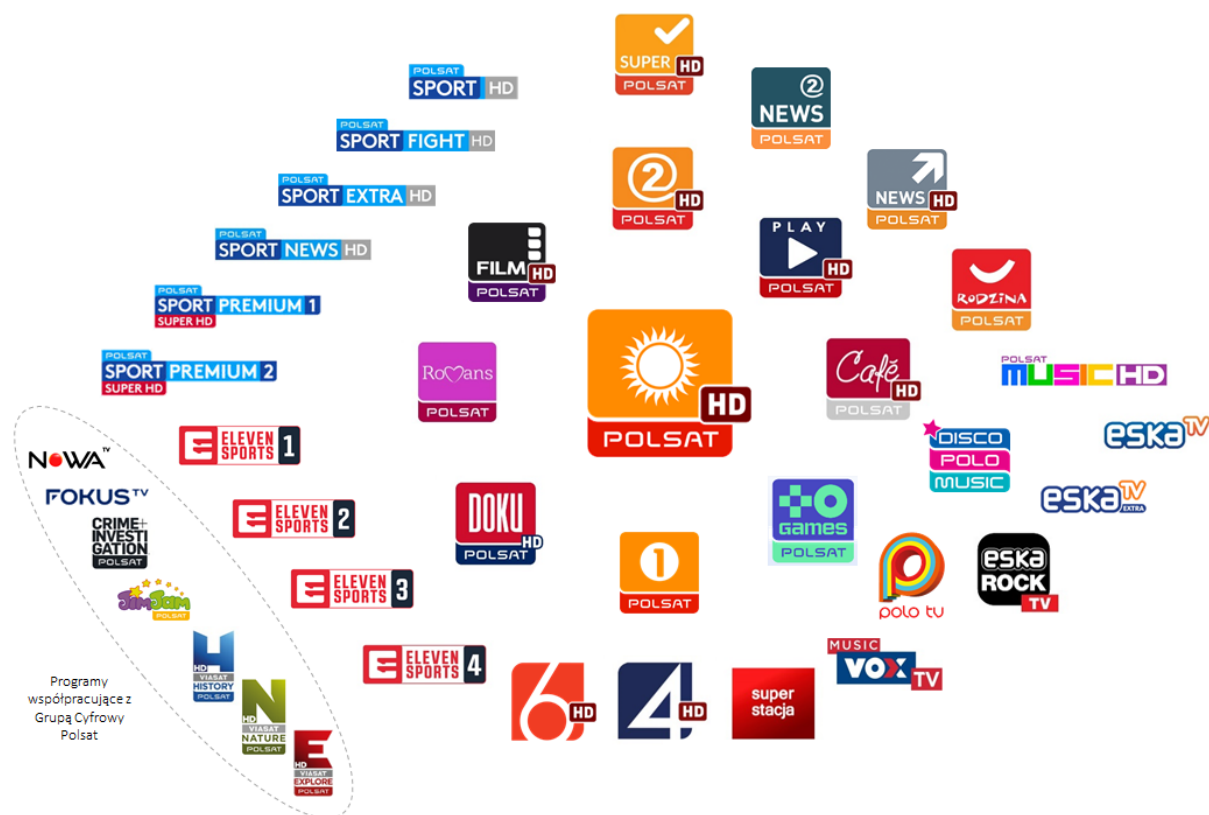 SUPER HD
POLSAT
POLSAT
SPORT HD
2
NEWS
POLSAT
POLSAT
SPORT FIGHT HD
2 HD
POLSAT
NEWS HD
POLSAT
POLSAT
SPORT EXTRA HD
PLAY
HD
POLSAT
POLSAT
SPORT NEWS HD
FILM HD
POLSAT
RODZINA
POLSAT
POLSAT
SPORT PREMIUM 1
SUPER HD
HD
POLSAT
POLSAT
SPORT PREMIUM 2
SUPER HD
Romans
POLSAT
Café HD
POLSAT
POLSAT
MUSIC HD
ELEVEN
SPORTS 1
DISCO
POLO
MUSIC
eska TV
NOWA TV
FOKUS TV
CRIME+
INVESTI
GATION
POLSAT
ELEVEN
SPORTS 2
DOKU
HD
POLSAT
games
POLSAT
eska TV
EXTRA
JimJam
POLSAT
ELEVEN
SPORTS 3
1
POLSAT
polo tv
eska
ROCK
TV
HD
VIASAT
HISTORY
POLSAT
ELEVEN
SPORTS 4
6 HD
4 HD
super
stacja
MUSIC
VOX
TV
Programy
współpracujące z
Grupą Cyfrowy
Polsat
N
HD
VIASAT
NATURE
POLSAT
E
HD
VIASAT
EXPLORE
POLSAT